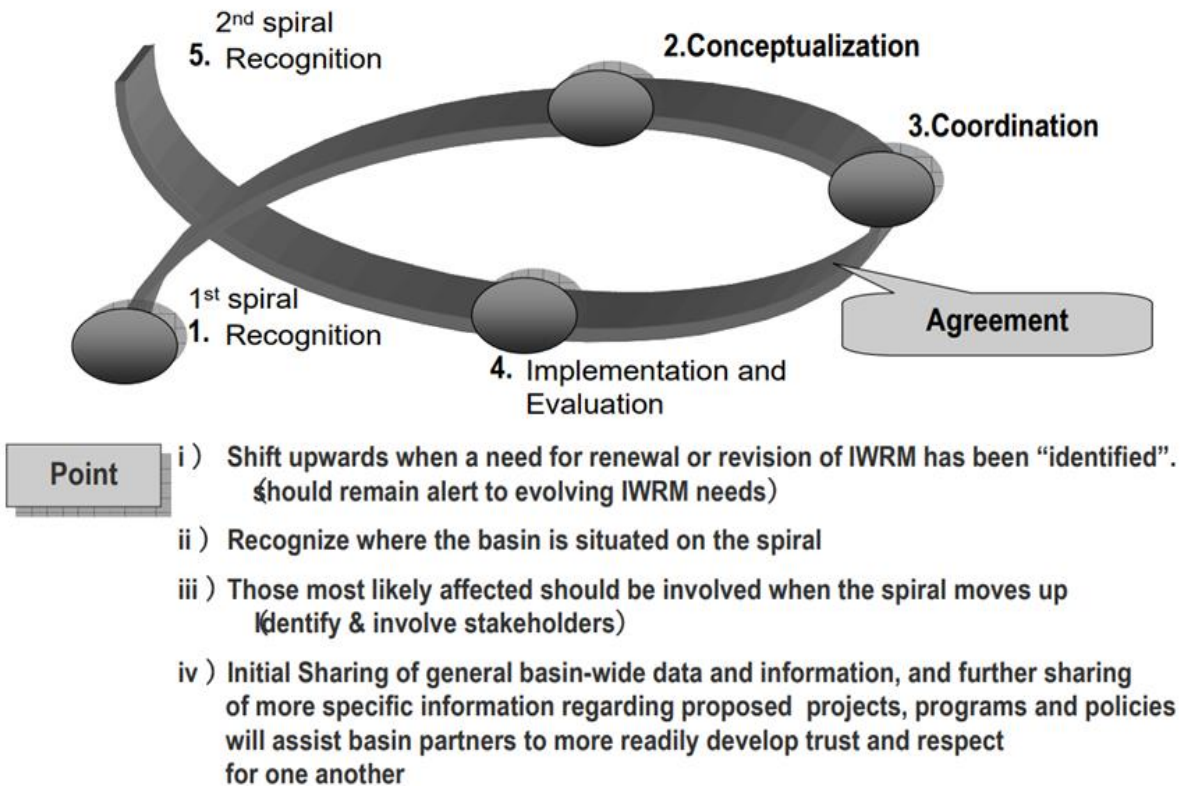 2nd spiral
5. Recognition
2.Conceptualization
3.Coordination
1st spiral
1. Recognition
Agreement
4. Implementation and
Evaluation
Point
i ) Shift upwards when a need for renewal or revision of IWRM has been “identified”.
(should remain alert to evolving IWRM needs)
ii ) Recognize where the basin is situated on the spiral
iii ) Those most likely affected should be involved when the spiral moves up
(Identify & involve stakeholders)
iv ) Initial Sharing of general basin-wide data and information, and further sharing
of more specific information regarding proposed projects, programs and policies
will assist basin partners to more readily develop trust and respect
for one another